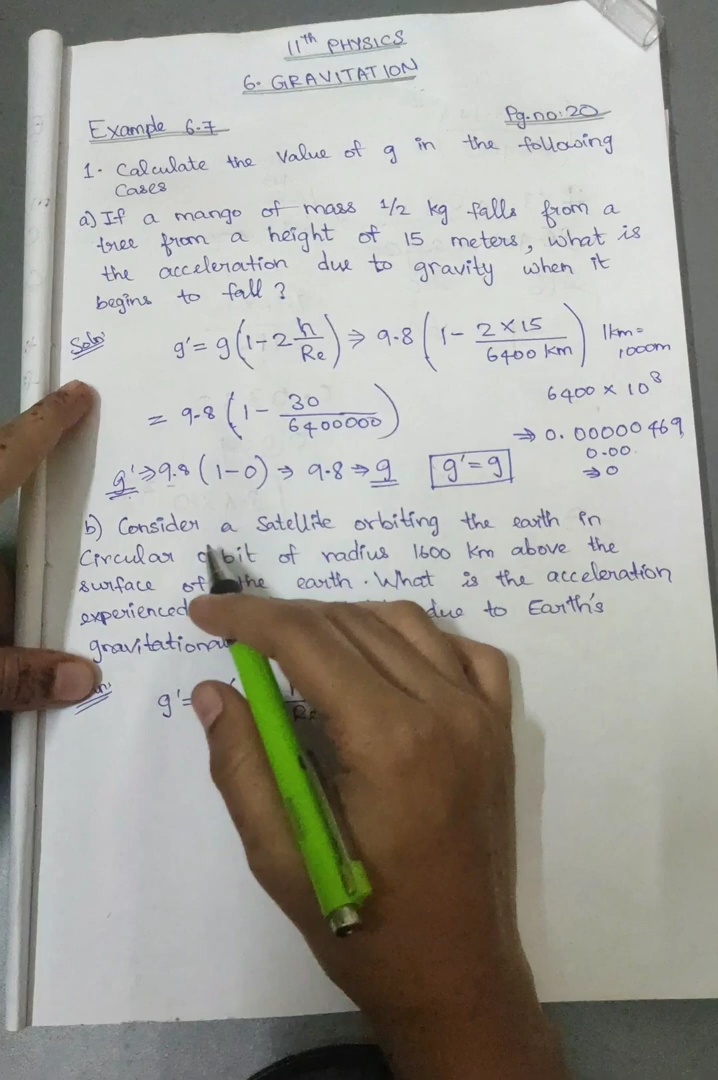 11TH PHYSICS
6. GRAVITATION
Example 6.7
Pg.no:20
1. Calculate the value of g in the following
cases
a) If a mango of mass 1/2 kg falls from a
tree from a height of 15 meters, what is
the acceleration due to gravity when it
begins to fall?
Soln: g' = g(1-2 h/Re) ⇒ 9.8 (1 - 2×15/6400 km) 1km = 1000m
= 9.8 (1 - 30/6400000)
6400 × 10⁸
⇒ 0.00000469
0.00
⇒ 0
g' ⇒ 9.8 (1-0) ⇒ 9.8 ⇒ g g' = g
b) Consider a satellite orbiting the earth in
circular orbit of radius 1600 km above the
surface of the earth. What is the acceleration
experienced due to Earth's
g' =